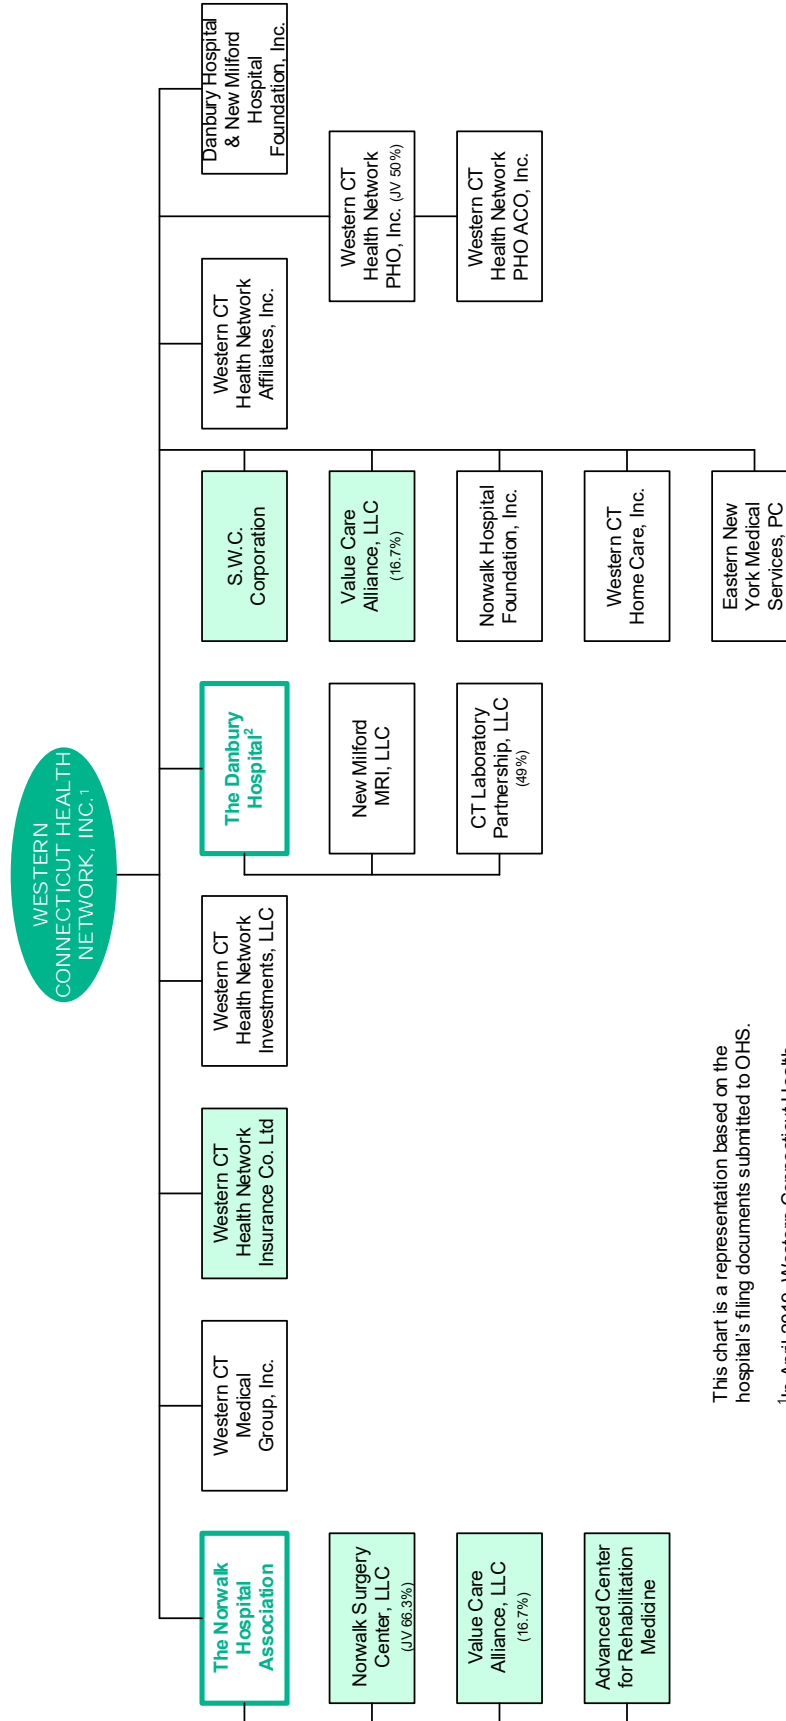 WESTERN
CONNECTICUT HEALTH
NETWORK, INC.¹
The Norwalk
Hospital
Association
Norwalk Surgery
Center, LLC
(JV 66.3%)
Value Care
Alliance, LLC
(16.7%)
Advanced Center
for Rehabilitation
Medicine
Western CT
Medical
Group, Inc.
Western CT
Health Network
Insurance Co. Ltd
Western CT
Health Network
Investments, LLC
The Danbury
Hospital²
New Milford
MRI, LLC
CT Laboratory
Partnership, LLC
(49%)
S.W.C.
Corporation
Value Care
Alliance, LLC
(16.7%)
Norwalk Hospital
Foundation, Inc.
Western CT
Home Care, Inc.
Eastern New
York Medical
Services, PC
Western CT
Health Network
Affiliates, Inc.
Western CT
Health Network
PHO, Inc. (JV 50%)
Western CT
Health Network
PHO ACO, Inc.
Danbury Hospital
& New Milford
Hospital
Foundation, Inc.
This chart is a representation based on the
hospital's filing documents submitted to OHS.
¹In April 2019, Western Connecticut Health